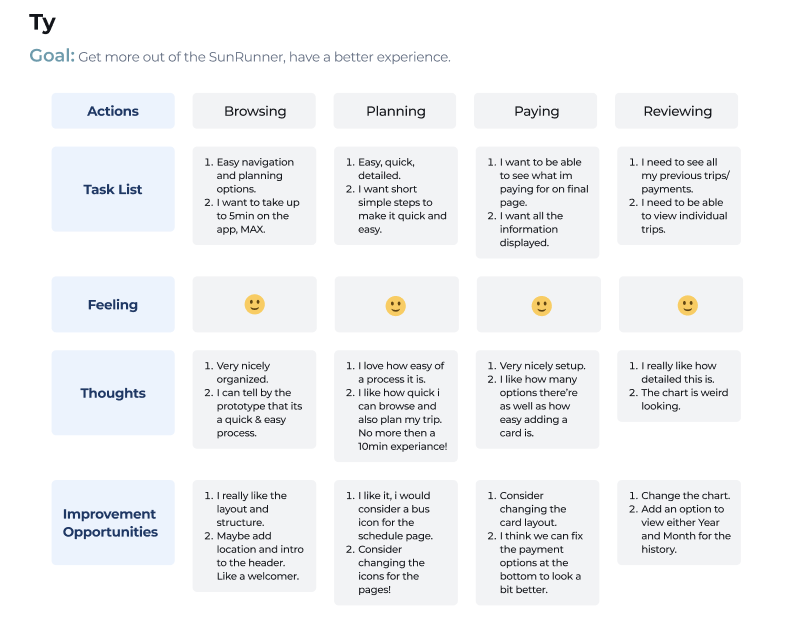 Ty
Goal: Get more out of the SunRunner, have a better experience.
Actions
Browsing
Planning
Paying
Reviewing
Task List
1. Easy navigation
and planning
options.
2. I want to take up
to 5min on the
app, MAX.
1. Easy, quick,
detailed.
2. I want short
simple steps to
make it quick and
easy.
1. I want to be able
to see what im
paying for on final
page.
2. I want all the
information
displayed.
1. I need to see all
my previous trips/
payments.
2. I need to be able
to view individual
trips.
Feeling
Thoughts
1. Very nicely
organized.
2. I can tell by the
prototype that its
a quick & easy
process.
1. I love how easy of
a process it is.
2. I like how quick i
can browse and
also plan my trip.
No more then a
10min experiance!
1. Very nicely setup.
2. I like how many
options there're
as well as how
easy adding a
card is.
1. I really like how
detailed this is.
2. The chart is weird
looking.
Improvement
Opportunities
1. I really like the
layout and
structure.
2. Maybe add
location and intro
to the header.
Like a welcomer.
1. I like it, i would
consider a bus
icon for the
schedule page.
2. Consider
changing the
icons for the
pages!
1. Consider
changing the
card layout.
2. I think we can fix
the payment
options at the
bottom to look a
bit better.
1. Change the chart.
2. Add an option to
view either Year
and Month for the
history.